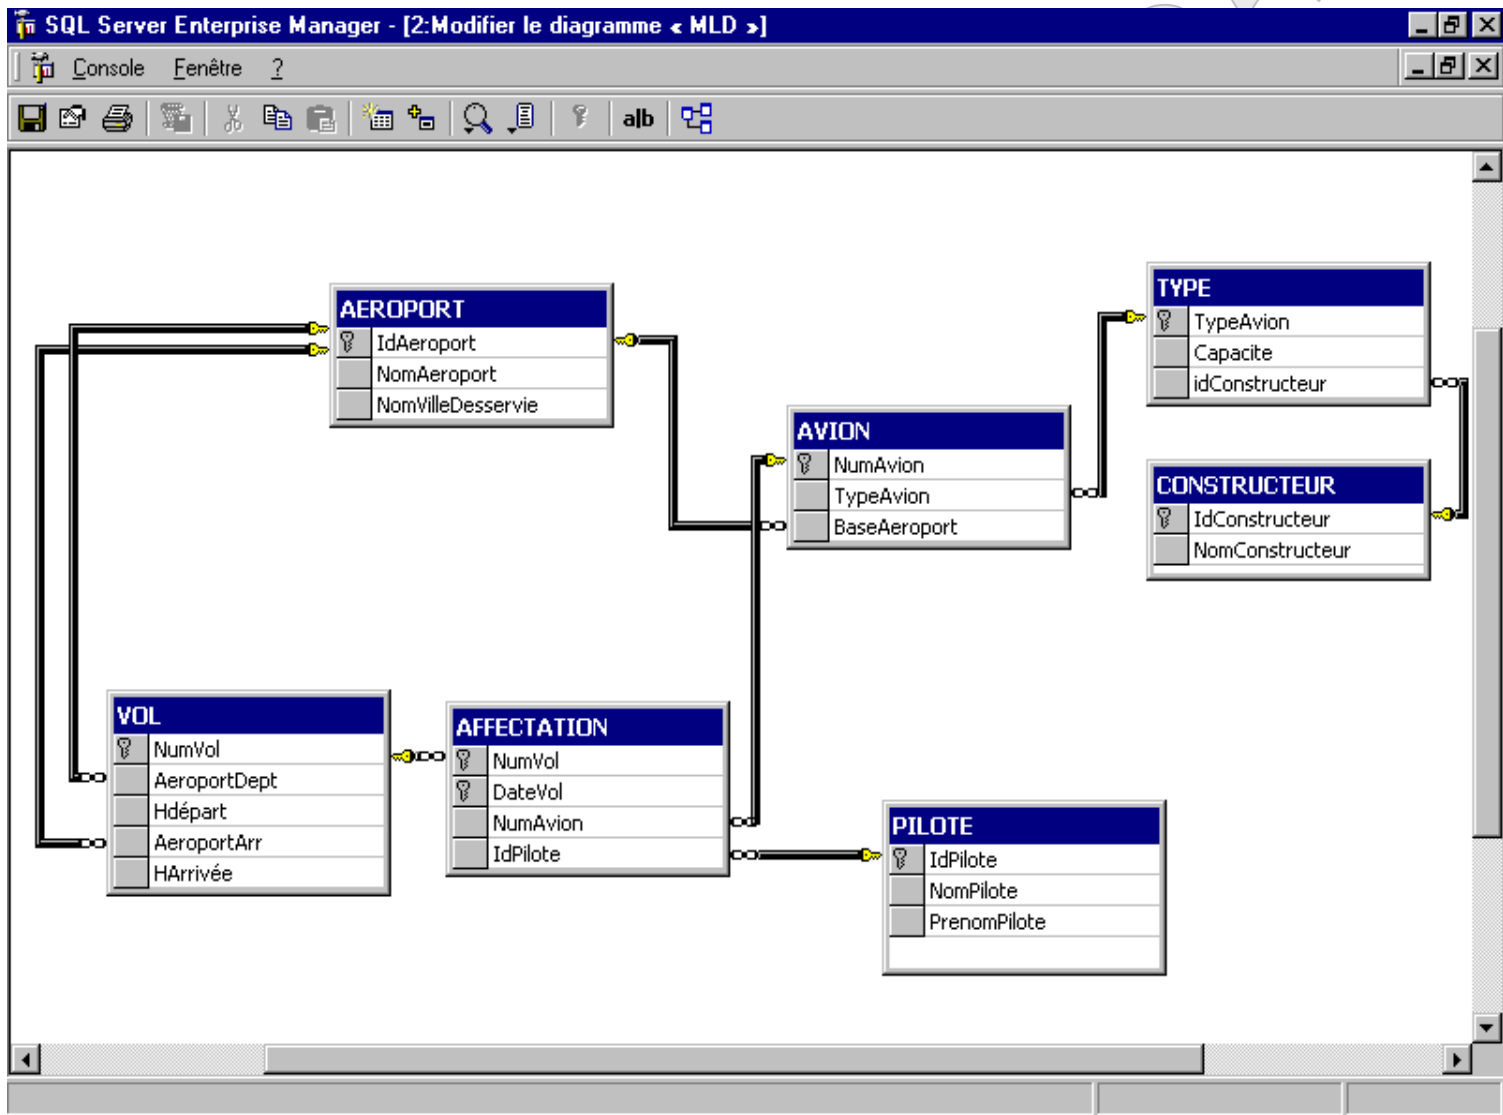 SQL Server Enterprise Manager - [2:Modifier le diagramme « MLD »]
Console Fenêtre ?
a|b
AEROPORT
IdAeroport
NomAeroport
NomVilleDesservie
TYPE
TypeAvion
Capacite
idConstructeur
AVION
NumAvion
TypeAvion
BaseAeroport
CONSTRUCTEUR
IdConstructeur
NomConstructeur
VOL
NumVol
AeroportDept
Hdépart
AeroportArr
HArrivée
AFFECTATION
NumVol
DateVol
NumAvion
IdPilote
PILOTE
IdPilote
NomPilote
PrenomPilote